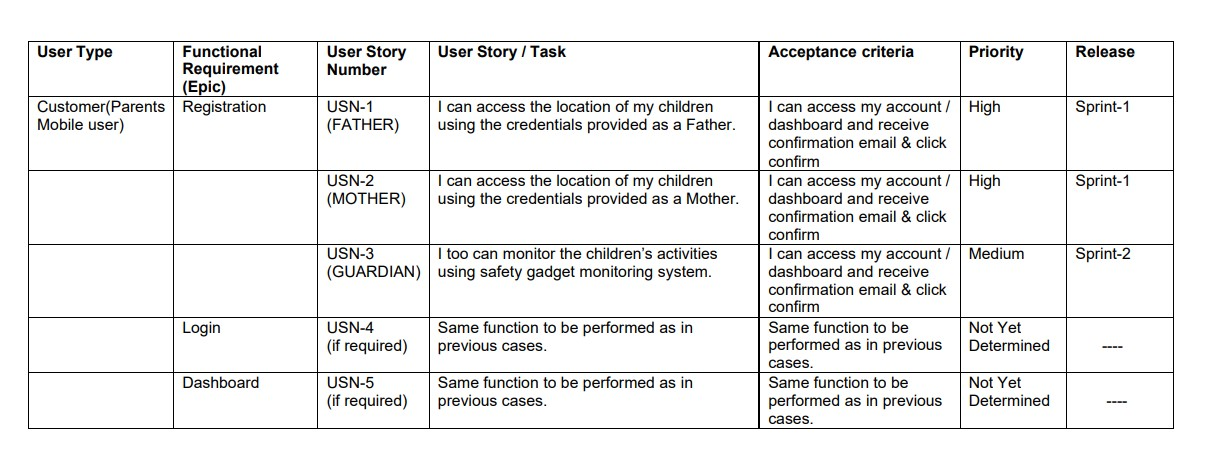 User Type
Functional
Requirement
(Epic)
User Story
Number
User Story / Task
Acceptance criteria
Priority
Release
Customer(Parents
Mobile user)
Registration
USN-1
(FATHER)
I can access the location of my children
using the credentials provided as a Father.
I can access my account /
dashboard and receive
confirmation email & click
confirm
High
Sprint-1
USN-2
(MOTHER)
I can access the location of my children
using the credentials provided as a Mother.
I can access my account /
dashboard and receive
confirmation email & click
confirm
High
Sprint-1
USN-3
(GUARDIAN)
I too can monitor the children’s activities
using safety gadget monitoring system.
I can access my account /
dashboard and receive
confirmation email & click
confirm
Medium
Sprint-2
Login
USN-4
(if required)
Same function to be performed as in
previous cases.
Same function to be
performed as in previous
cases.
Not Yet
Determined
----
Dashboard
USN-5
(if required)
Same function to be performed as in
previous cases.
Same function to be
performed as in previous
cases.
Not Yet
Determined
----